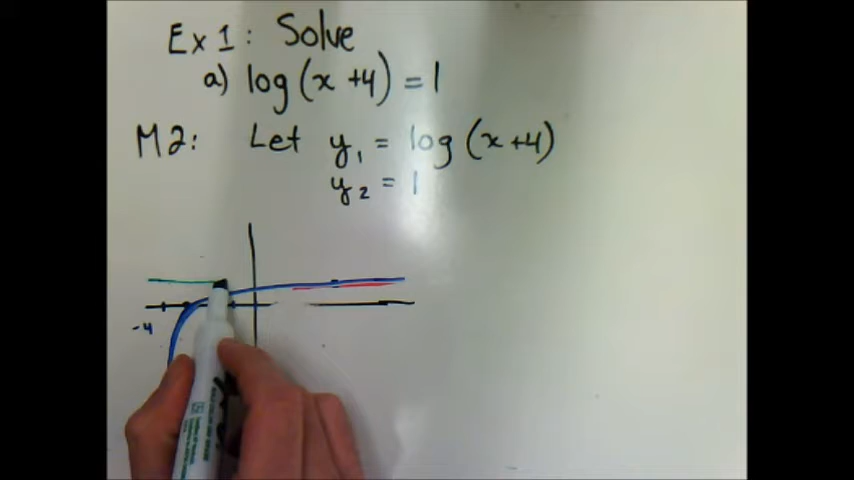 Ex 1: Solve
a) log(x+4) = 1
M2: Let y₁ = log(x+4)
y₂ = 1
-4